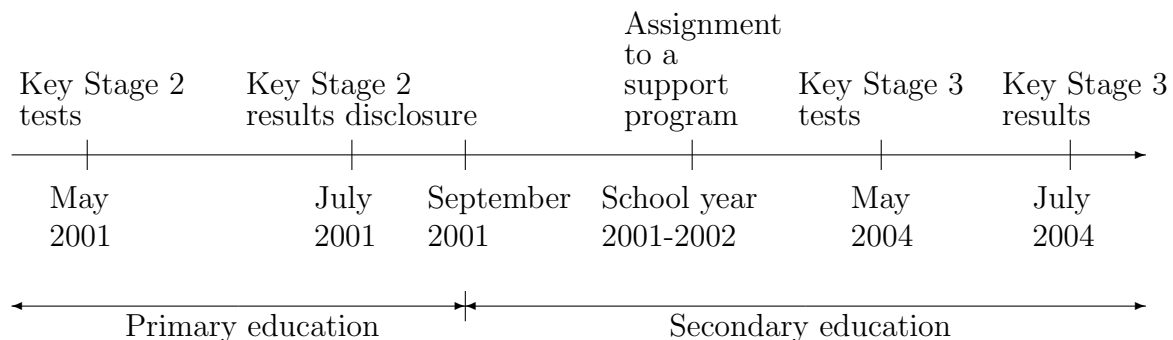 Assignment
to a
support
program
Key Stage 2
tests
Key Stage 2
results disclosure
Key Stage 3
tests
Key Stage 3
results
May
2001
July
2001
September
2001
School year
2001-2002
May
2004
July
2004
Primary education
Secondary education